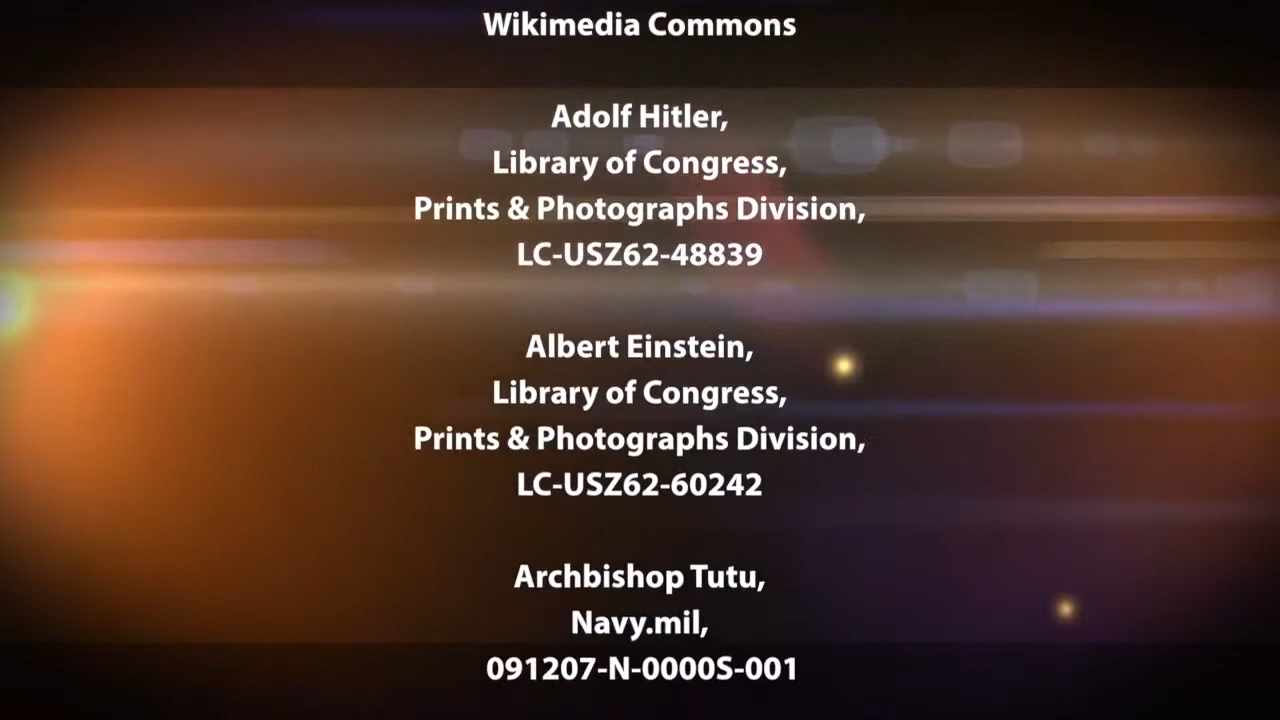 Wikimedia Commons
Adolf Hitler,
Library of Congress,
Prints & Photographs Division,
LC-USZ62-48839
Albert Einstein,
Library of Congress,
Prints & Photographs Division,
LC-USZ62-60242
Archbishop Tutu,
Navy.mil,
091207-N-0000S-001